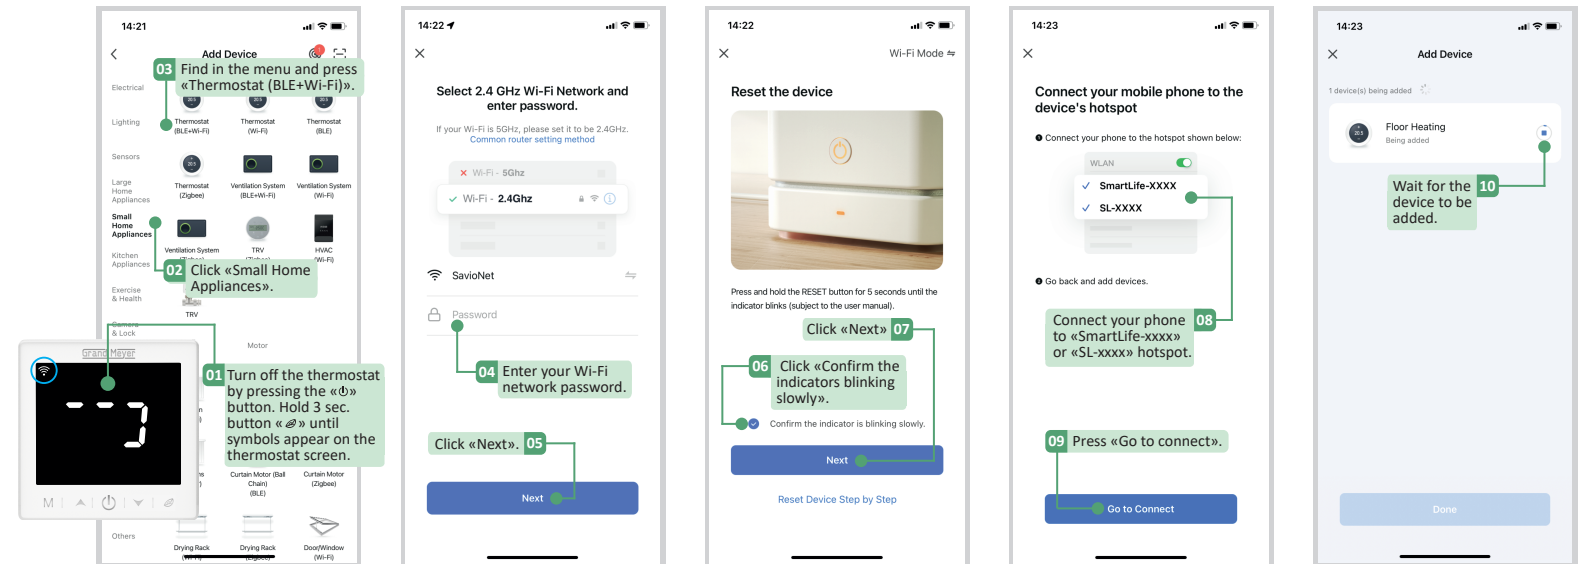 14:21
Add Device
1
03 Find in the menu and press
«Thermostat (BLE+Wi-Fi)».
Electrical
Lighting
Sensors
Large
Home
Appliances
Small
Home
Appliances
Kitchen
Appliances
Exercise
& Health
Camera
& Lock
Others
Thermostat
(BLE+Wi-Fi)
Thermostat
(Wi-Fi)
Thermostat
(BLE)
Thermostat
(Zigbee)
Ventilation System
(BLE+Wi-Fi)
Ventilation System
(Wi-Fi)
Ventilation System
(Zigbee)
TRV
(Zigbee)
HVAC
(Wi-Fi)
02 Click «Small Home
Appliances».
TRV
Motor
Grand Meyer
M
01 Turn off the thermostat
by pressing the «⏻»
button. Hold 3 sec.
button « » until
symbols appear on the
thermostat screen.
Curtain Motor (Ball
Chain)
(BLE)
Curtain Motor
(Zigbee)
Drying Rack
(Wi-Fi)
Drying Rack
(Zigbee)
Door/Window
(Wi-Fi)
14:22
Select 2.4 GHz Wi-Fi Network and
enter password.
If your Wi-Fi is 5GHz, please set it to be 2.4GHz.
Common router setting method
Wi-Fi - 5Ghz
Wi-Fi - 2.4Ghz
SavioNet
Password
04 Enter your Wi-Fi
network password.
Click «Next». 05
Next
14:22
Wi-Fi Mode
Reset the device
Press and hold the RESET button for 5 seconds until the
indicator blinks (subject to the user manual).
Click «Next» 07
06 Click «Confirm the
indicators blinking
slowly».
Confirm the indicator is blinking slowly.
Next
Reset Device Step by Step
14:23
Connect your mobile phone to the
device's hotspot
❶ Connect your phone to the hotspot shown below:
WLAN
SmartLife-XXXX
SL-XXXX
❷ Go back and add devices.
Connect your phone 08
to «SmartLife-xxxx»
or «SL-xxxx» hotspot.
09 Press «Go to connect».
Go to Connect
14:23
Add Device
1 device(s) being added
Floor Heating
Being added
Wait for the 10
device to be
added.
Done